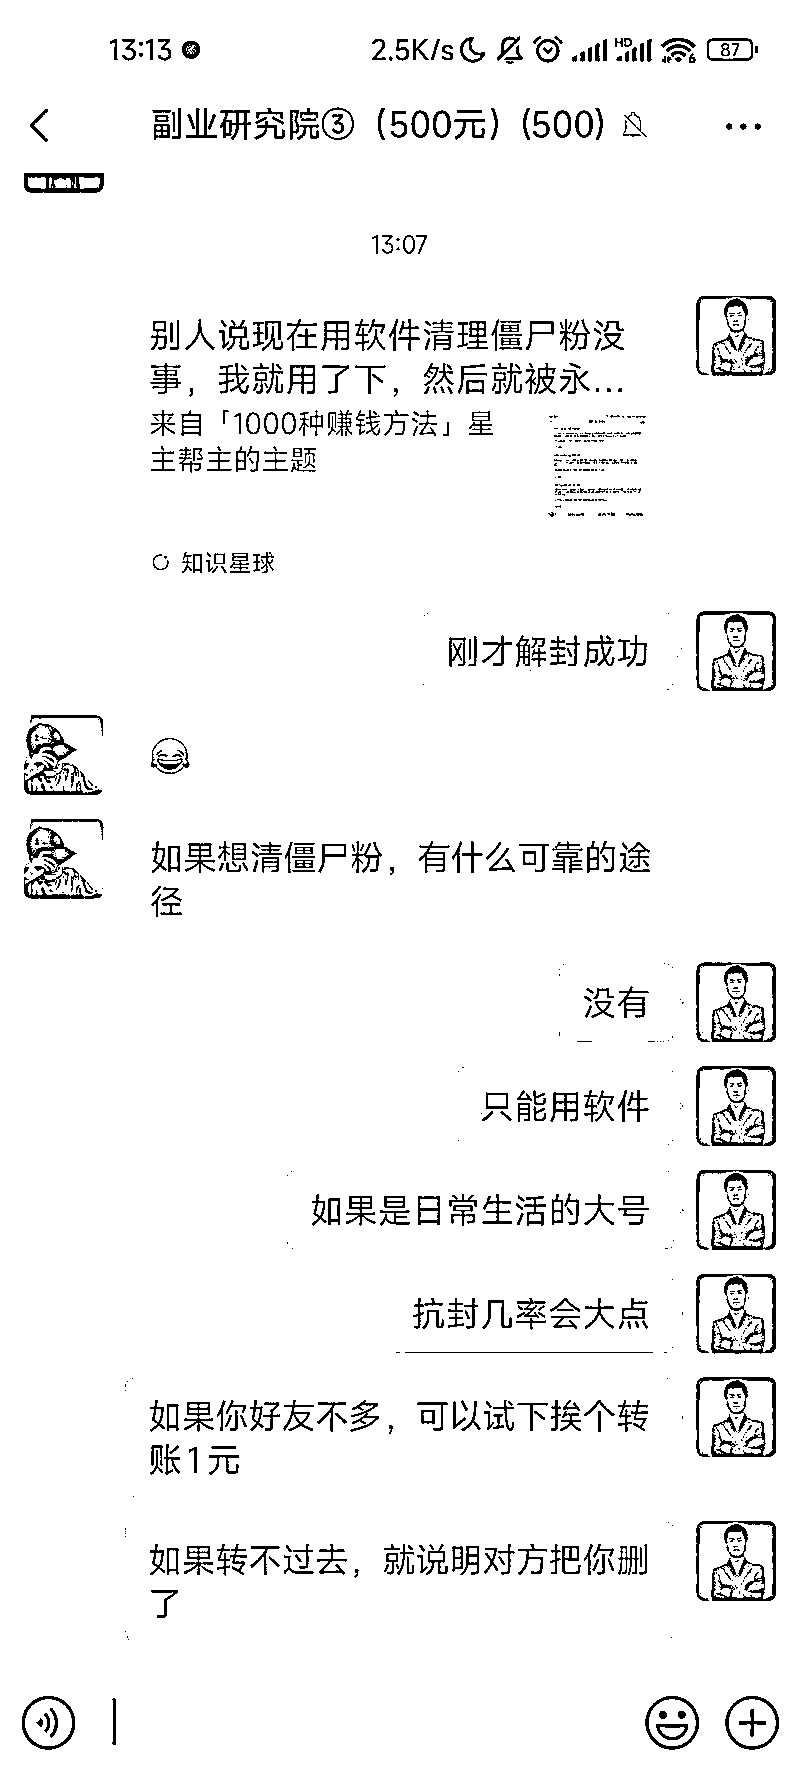 13:13
2.5K/s HD 87 6
副业研究院③（500元）(500)
13:07
别人说现在用软件清理僵尸粉没
事，我就用了下，然后就被永...
来自「1000种赚钱方法」星
主帮主的主题
知识星球
刚才解封成功
如果想清僵尸粉，有什么可靠的途
径
没有
只能用软件
如果是日常生活的大号
抗封几率会大点
如果你好友不多，可以试下挨个转
账1元
如果转不过去，就说明对方把你删
了